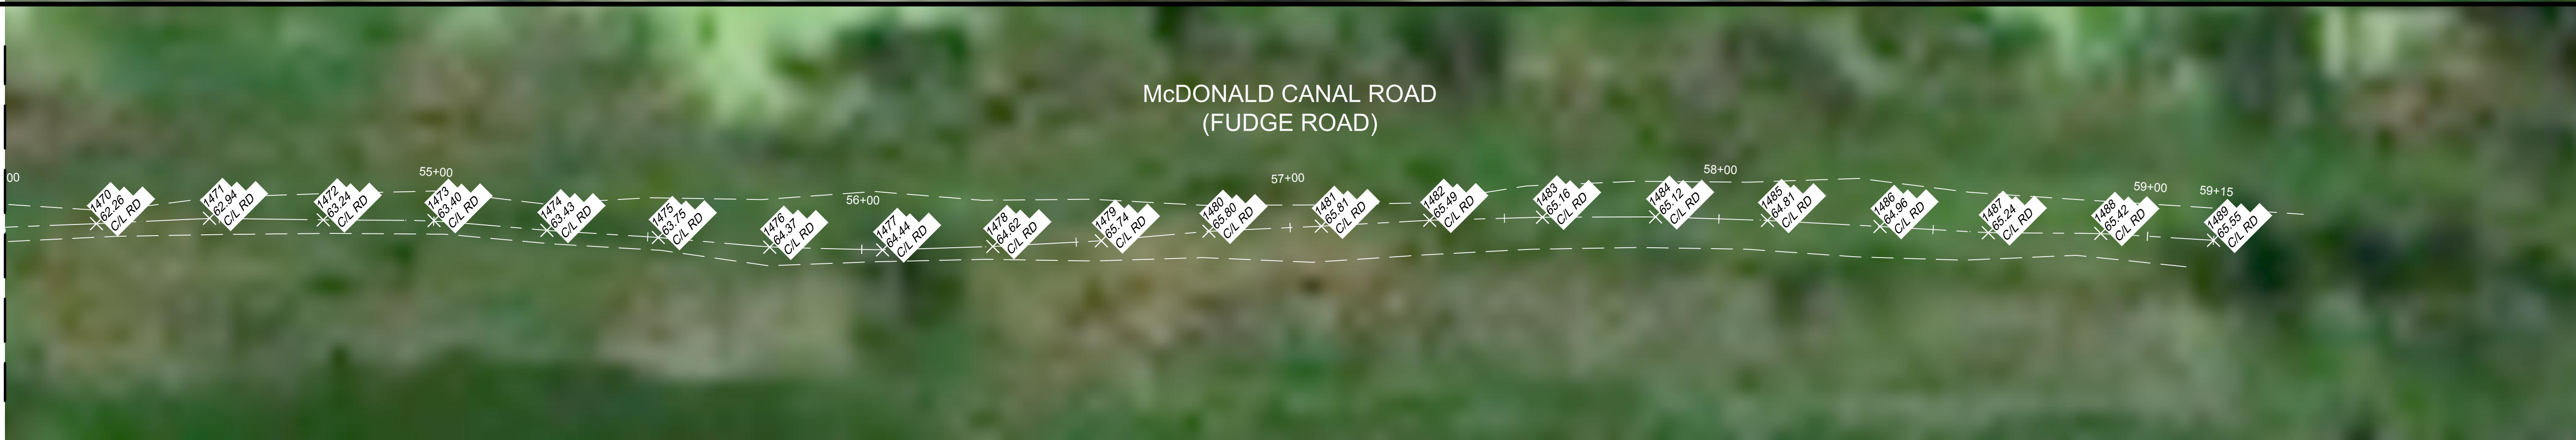 McDONALD CANAL ROAD
(FUDGE ROAD)
00
55+00
56+00
57+00
58+00
59+00
59+15
1470
62.26
C/L RD
1471
62.94
C/L RD
1472
63.24
C/L RD
1473
63.40
C/L RD
1474
63.43
C/L RD
1475
63.75
C/L RD
1476
64.37
C/L RD
1477
64.44
C/L RD
1478
64.62
C/L RD
1479
65.74
C/L RD
1480
65.80
C/L RD
1481
65.81
C/L RD
1482
65.49
C/L RD
1483
65.16
C/L RD
1484
65.12
C/L RD
1485
64.81
C/L RD
1486
64.96
C/L RD
1487
65.24
C/L RD
1488
65.42
C/L RD
1489
65.55
C/L RD